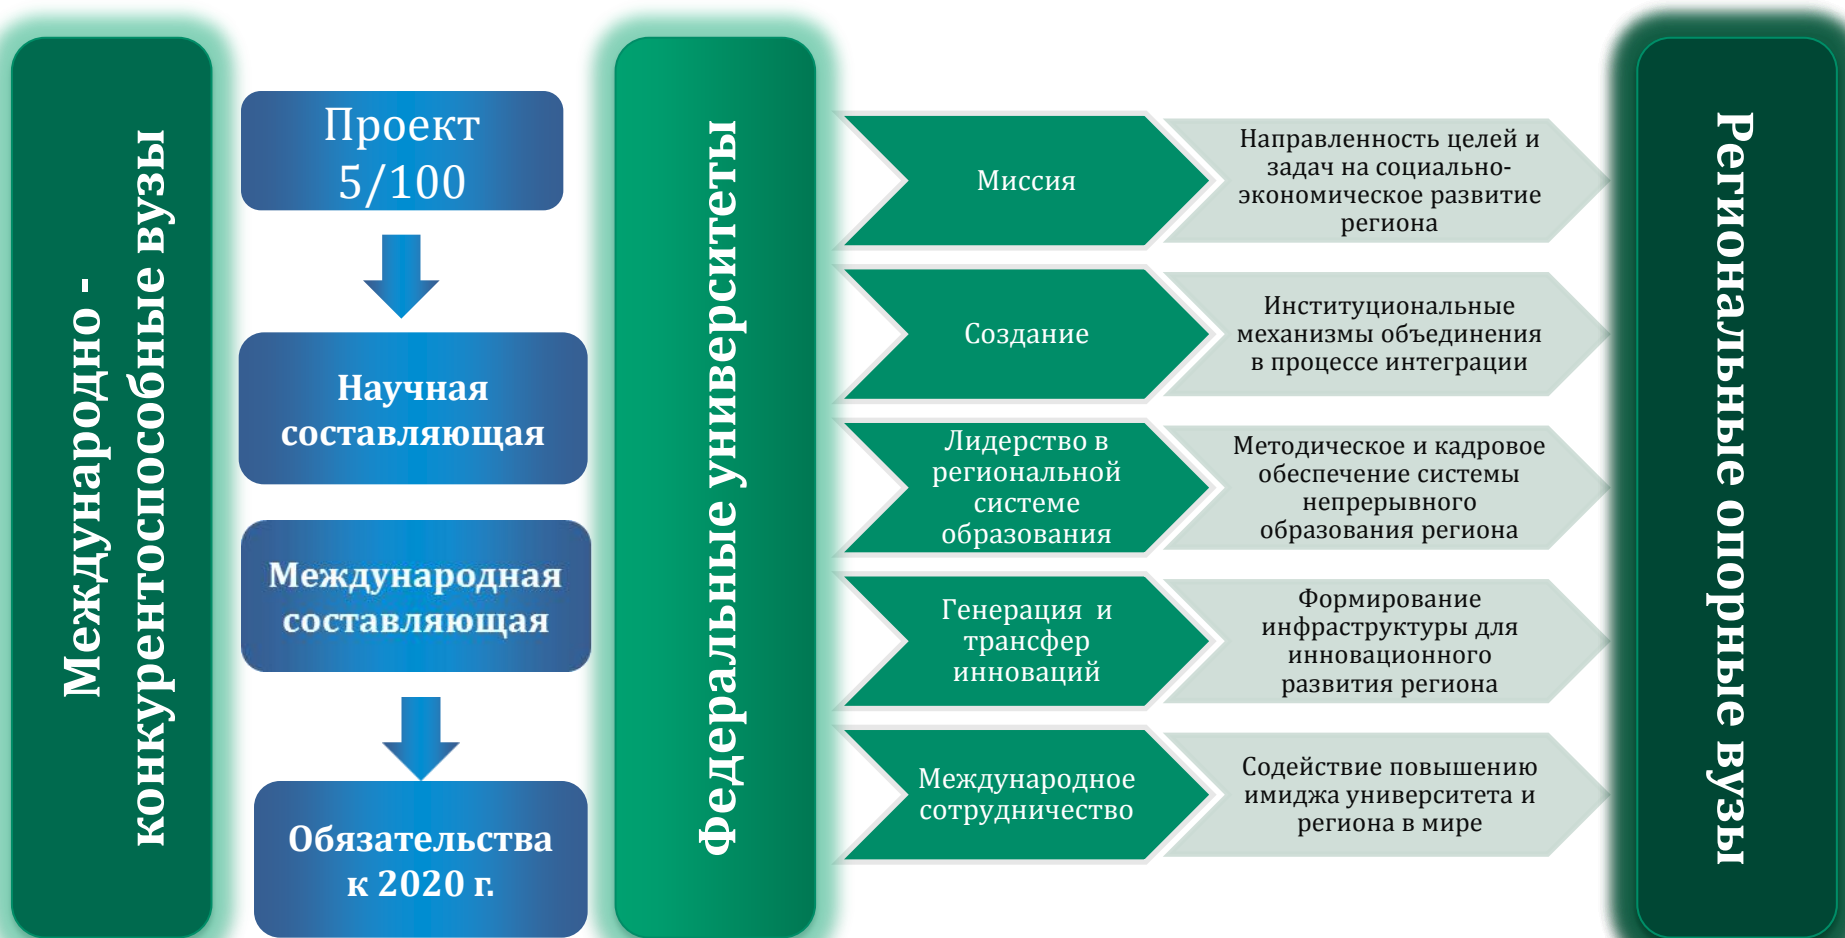 Международно -
конкурентоспособные вузы
Проект
5/100
Научная
составляющая
Международная
составляющая
Обязательства
к 2020 г.
Федеральные университеты
Миссия
Направленность целей и
задач на социально-
экономическое развитие
региона
Создание
Институциональные
механизмы объединения
в процессе интеграции
Лидерство в
региональной
системе
образования
Методическое и кадровое
обеспечение системы
непрерывного
образования региона
Генерация и
трансфер
инноваций
Формирование
инфраструктуры для
инновационного
развития региона
Международное
сотрудничество
Содействие повышению
имиджа университета и
региона в мире
Региональные опорные вузы